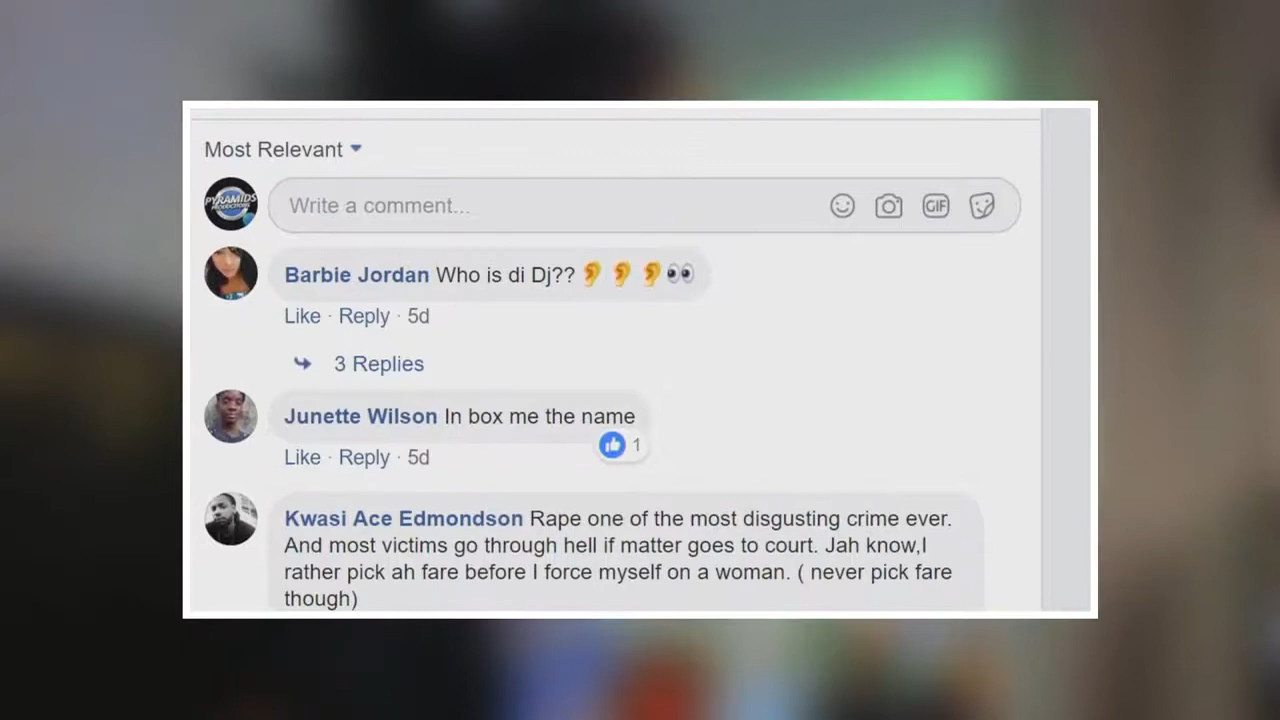 Most Relevant
PYRAMIDS
PRODUCTIONS
Write a comment...
GIF
Barbie Jordan Who is di Dj?? 👂👂👂👀
Like · Reply · 5d
3 Replies
Junette Wilson In box me the name
1
Like · Reply · 5d
Kwasi Ace Edmondson Rape one of the most disgusting crime ever.
And most victims go through hell if matter goes to court. Jah know,I
rather pick ah fare before I force myself on a woman. ( never pick fare
though)